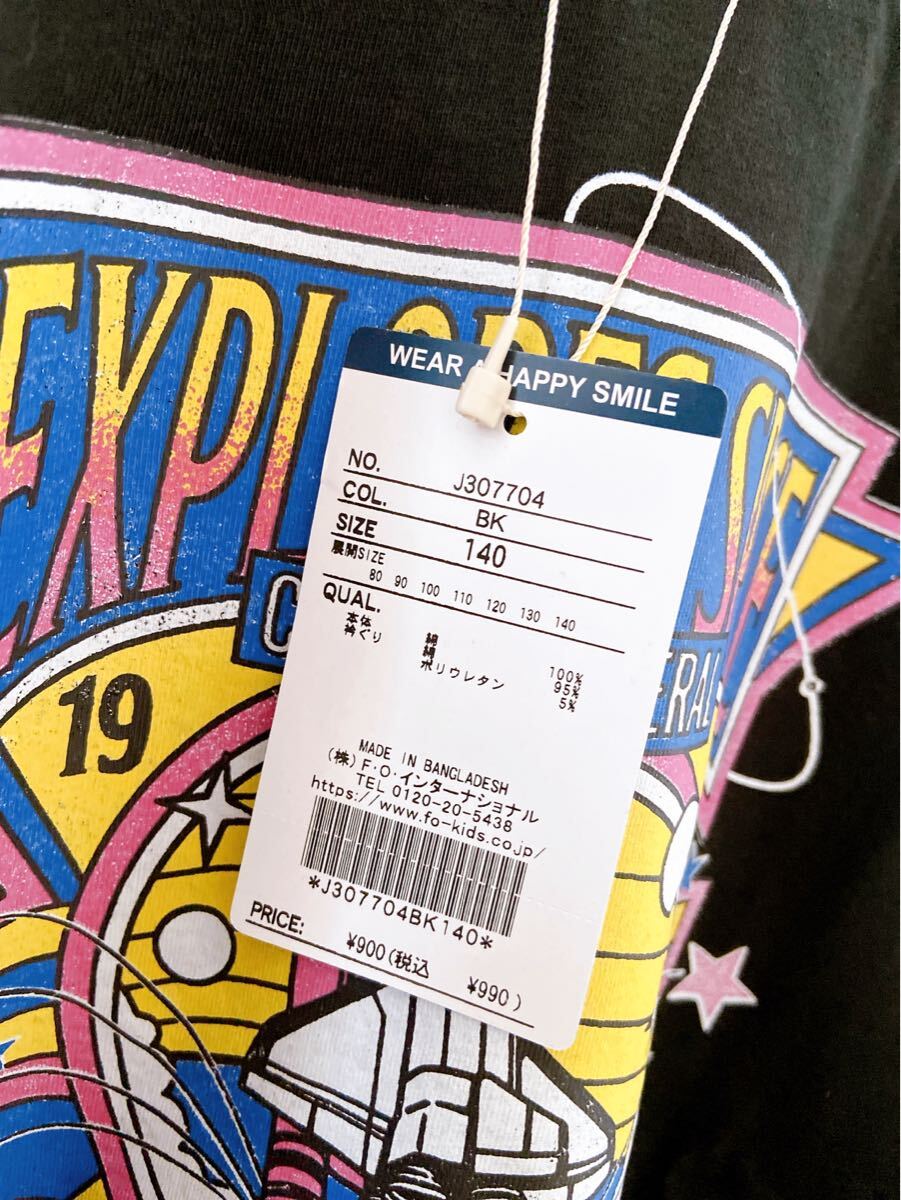 WEAR A HAPPY SMILE
NO. J307704
COL. BK
SIZE 140
展開SIZE
80 90 100 110 120 130 140
QUAL.
本体 綿 100%
衿ぐり 綿 95%
ポリウレタン 5%
MADE IN BANGLADESH
(株)F.O.インターナショナル
TEL 0120-20-5438
https://www.fo-kids.co.jp/
*J307704BK140*
PRICE: ¥900(税込 ¥990)
19